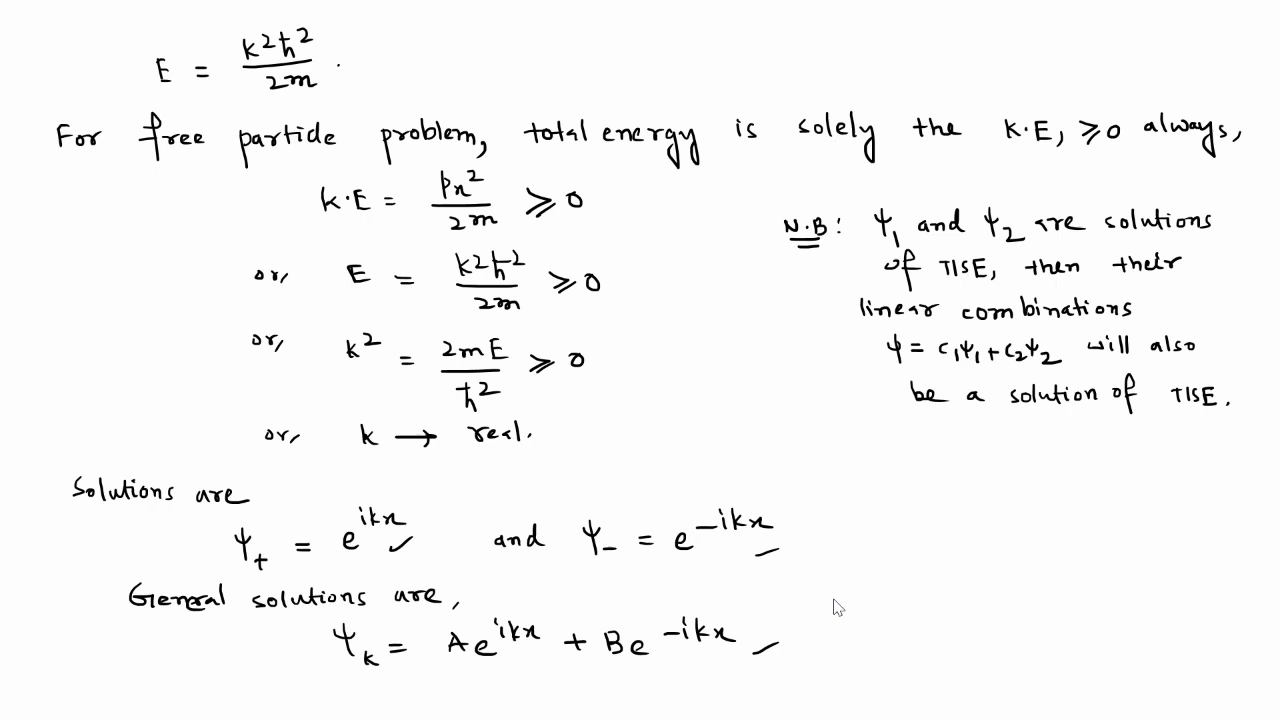 E = k²ħ²/2m .
For free particle problem, total energy is solely the K.E, ⩾0 always,
K.E = pₓ²/2m ⩾ 0
or, E = k²ħ²/2m ⩾ 0
or, k² = 2mE/ħ² ⩾ 0
or, k → real.
N.B: ψ₁ and ψ₂ are solutions
of TISE, then their
linear combinations
ψ = c₁ψ₁+c₂ψ₂ will also
be a solution of TISE.
Solutions are
ψ₊ = e^{ikx} and ψ₋ = e^{-ikx}
General solutions are,
ψₖ = Ae^{ikx} + Be^{-ikx}